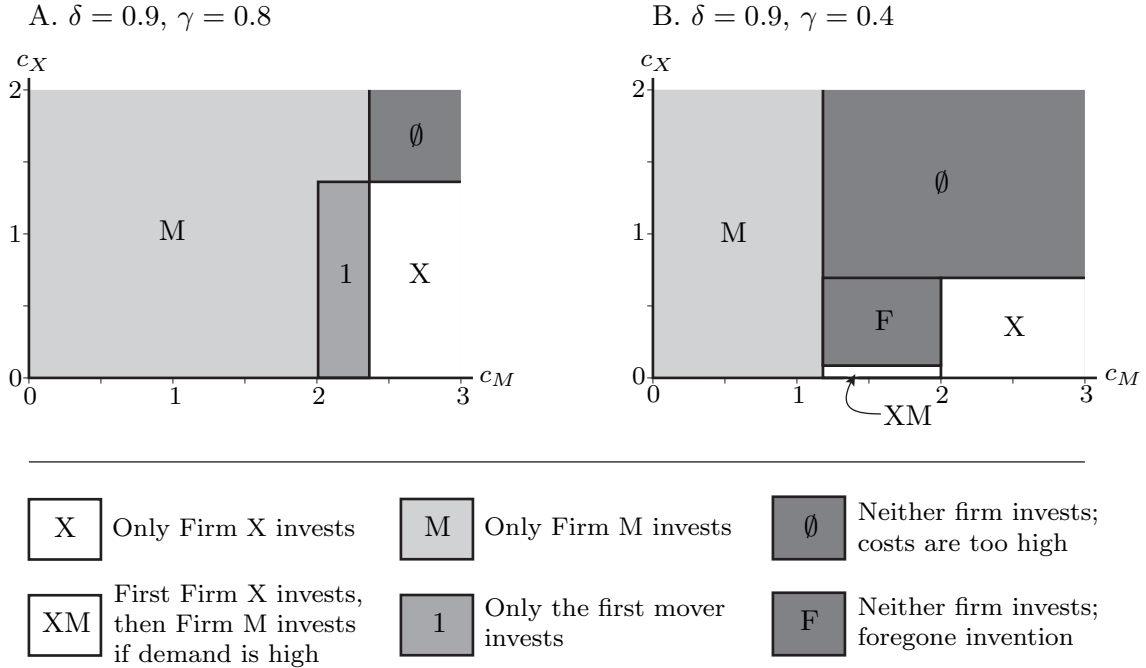 A. δ = 0.9, γ = 0.8
B. δ = 0.9, γ = 0.4
c_X
2
∅
M
1
1
X
0
0
1
2
3
c_M
c_X
2
∅
M
1
F
X
0
0
1
2
3
c_M
XM
X
Only Firm X invests
M
Only Firm M invests
∅
Neither firm invests;
costs are too high
XM
First Firm X invests,
then Firm M invests
if demand is high
1
Only the first mover
invests
F
Neither firm invests;
foregone invention